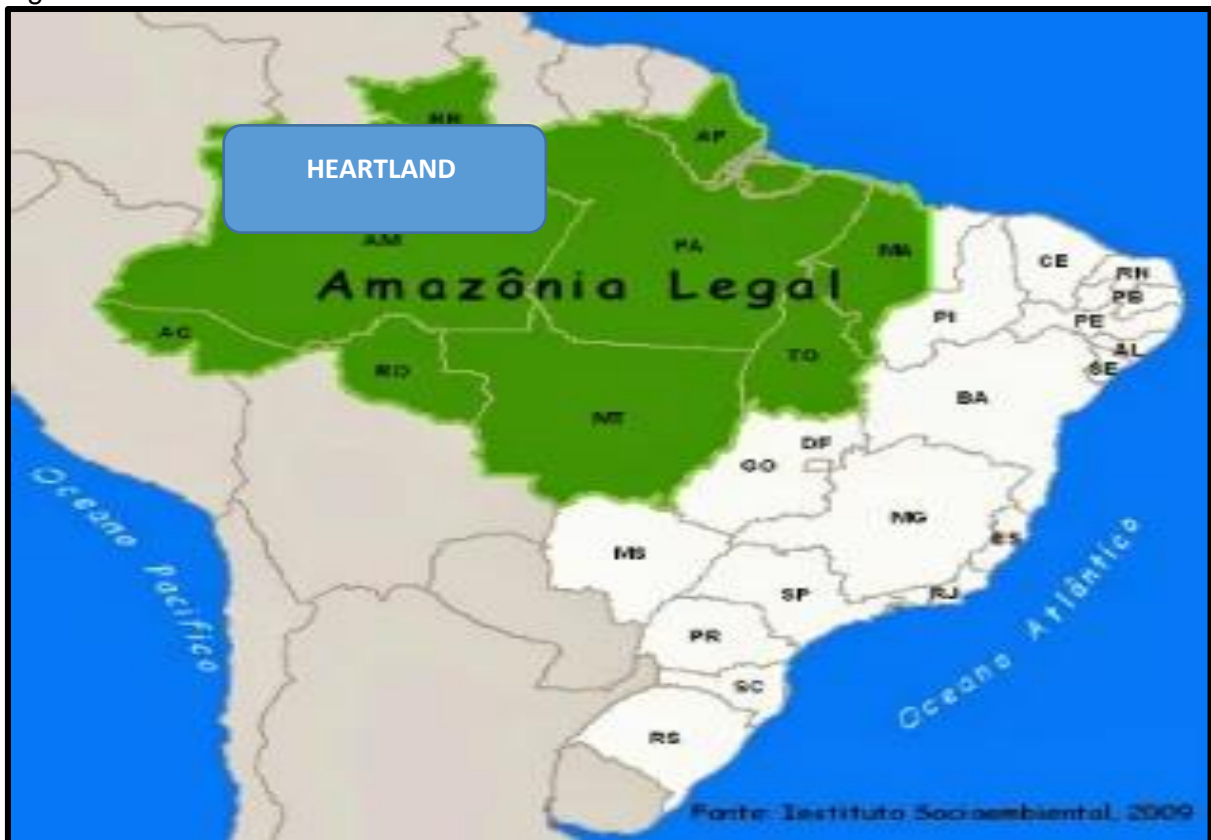 RR
AP
HEARTLAND
AM
PA
MA
Amazônia Legal
CE
RN
PB
PI
PE
AC
AL
TO
SE
RO
BA
MT
DF
GO
Oceano Pacífico
MG
ES
MS
Oceano Atlântico
SP
RJ
PR
SC
RS
Fonte: Instituto Socioambiental, 2009